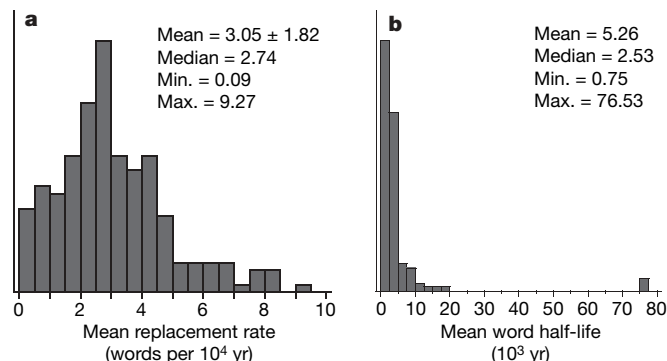 a
Mean = 3.05 ± 1.82
Median = 2.74
Min. = 0.09
Max. = 9.27
0 2 4 6 8 10
Mean replacement rate
(words per 10⁴ yr)
b
Mean = 5.26
Median = 2.53
Min. = 0.75
Max. = 76.53
0 10 20 30 40 50 60 70 80
Mean word half-life
(10³ yr)